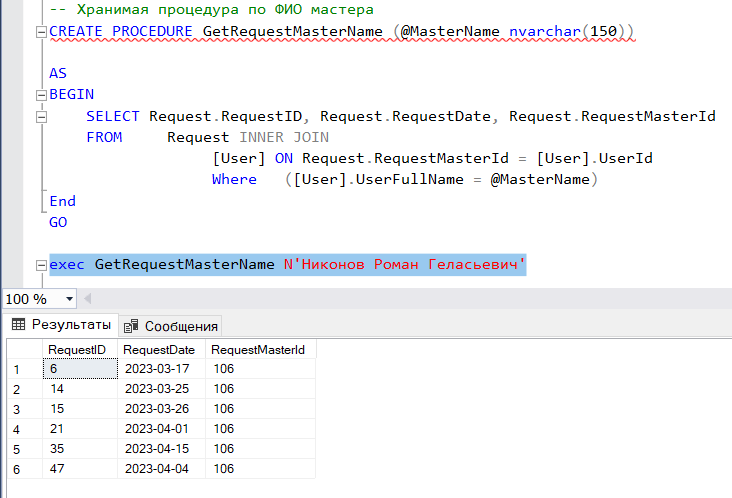 -- Хранимая процедура по ФИО мастера
CREATE PROCEDURE GetRequestMasterName (@MasterName nvarchar(150))
AS
BEGIN
SELECT Request.RequestID, Request.RequestDate, Request.RequestMasterId
FROM Request INNER JOIN
[User] ON Request.RequestMasterId = [User].UserId
Where ([User].UserFullName = @MasterName)
End
GO
exec GetRequestMasterName N'Никонов Роман Геласьевич'
100 %
Результаты Сообщения
RequestID RequestDate RequestMasterId
1 6 2023-03-17 106
2 14 2023-03-25 106
3 15 2023-03-26 106
4 21 2023-04-01 106
5 35 2023-04-15 106
6 47 2023-04-04 106